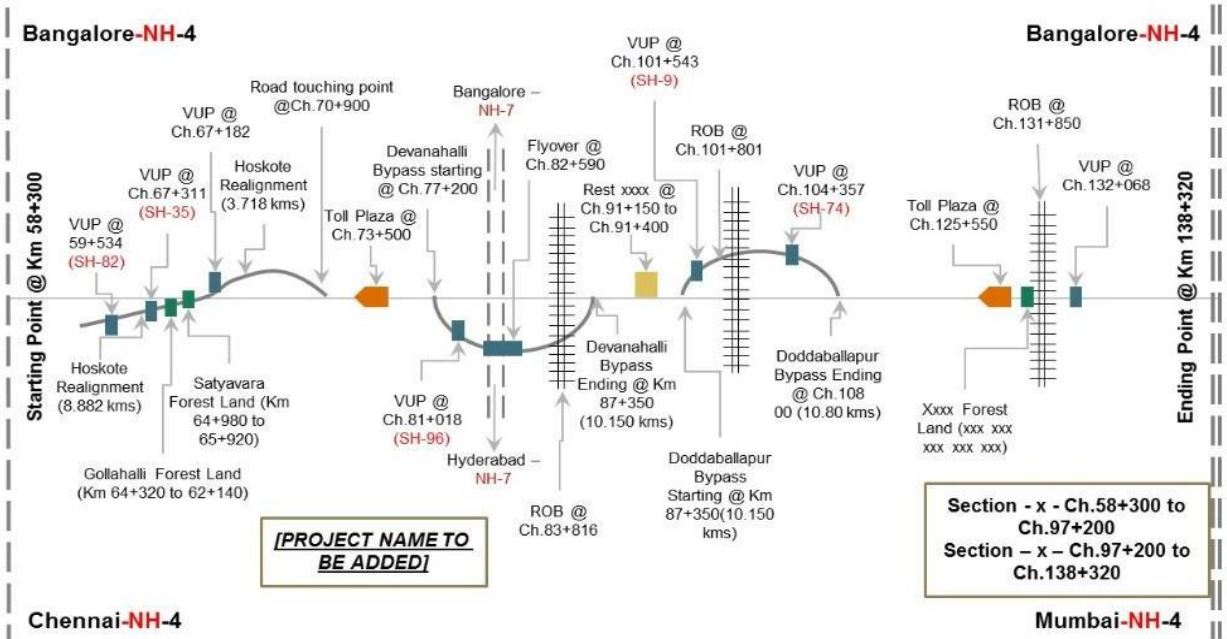 Bangalore-NH-4
Bangalore-NH-4
Starting Point @ Km 58+300
VUP @
59+534
(SH-82)
VUP @
Ch.67+311
(SH-35)
VUP @
Ch.67+182
Hoskote
Realignment
(3.718 kms)
Road touching point
@Ch.70+900
Toll Plaza @
Ch.73+500
Devanahalli
Bypass starting
@ Ch.77+200
Bangalore –
NH-7
Flyover @
Ch.82+590
Rest xxxx @
Ch.91+150 to
Ch.91+400
VUP @
Ch.101+543
(SH-9)
ROB @
Ch.101+801
VUP @
Ch.104+357
(SH-74)
Toll Plaza @
Ch.125+550
ROB @
Ch.131+850
VUP @
Ch.132+068
Ending Point @ Km 138+320
Hoskote
Realignment
(8.882 kms)
Gollahalli Forest Land
(Km 64+320 to 62+140)
Satyavara
Forest Land (Km
64+980 to
65+920)
VUP @
Ch.81+018
(SH-96)
Hyderabad –
NH-7
ROB @
Ch.83+816
Devanahalli
Bypass
Ending @ Km
87+350
(10.150 kms)
Doddaballapur
Bypass
Starting @ Km
87+350(10.150
kms)
Doddaballapur
Bypass Ending
@ Ch.108
00 (10.80 kms)
Xxxx Forest
Land (xxx xxx
xxx xxx xxx)
[PROJECT NAME TO
BE ADDED]
Section - x - Ch.58+300 to
Ch.97+200
Section – x – Ch.97+200 to
Ch.138+320
Chennai-NH-4
Mumbai-NH-4